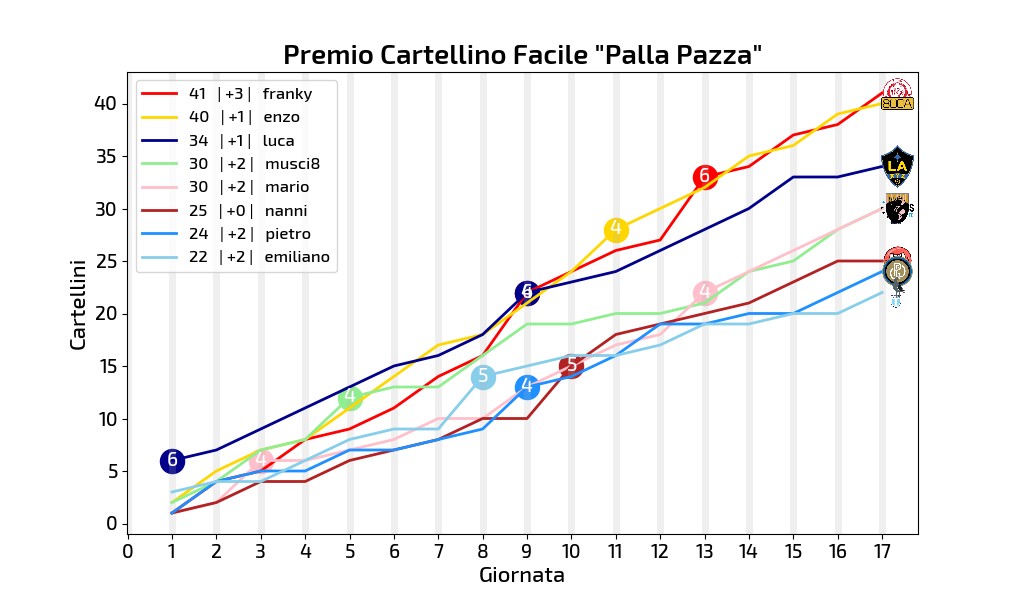 Premio Cartellino Facile "Palla Pazza"
41 | +3 | franky
40 | +1 | enzo
34 | +1 | luca
30 | +2 | musci8
30 | +2 | mario
25 | +0 | nanni
24 | +2 | pietro
22 | +2 | emiliano
Cartellini
40
35
30
25
20
15
10
5
0
6
4
4
5
6
4
5
4
6
4
BUCA
LA
0 1 2 3 4 5 6 7 8 9 10 11 12 13 14 15 16 17
Giornata